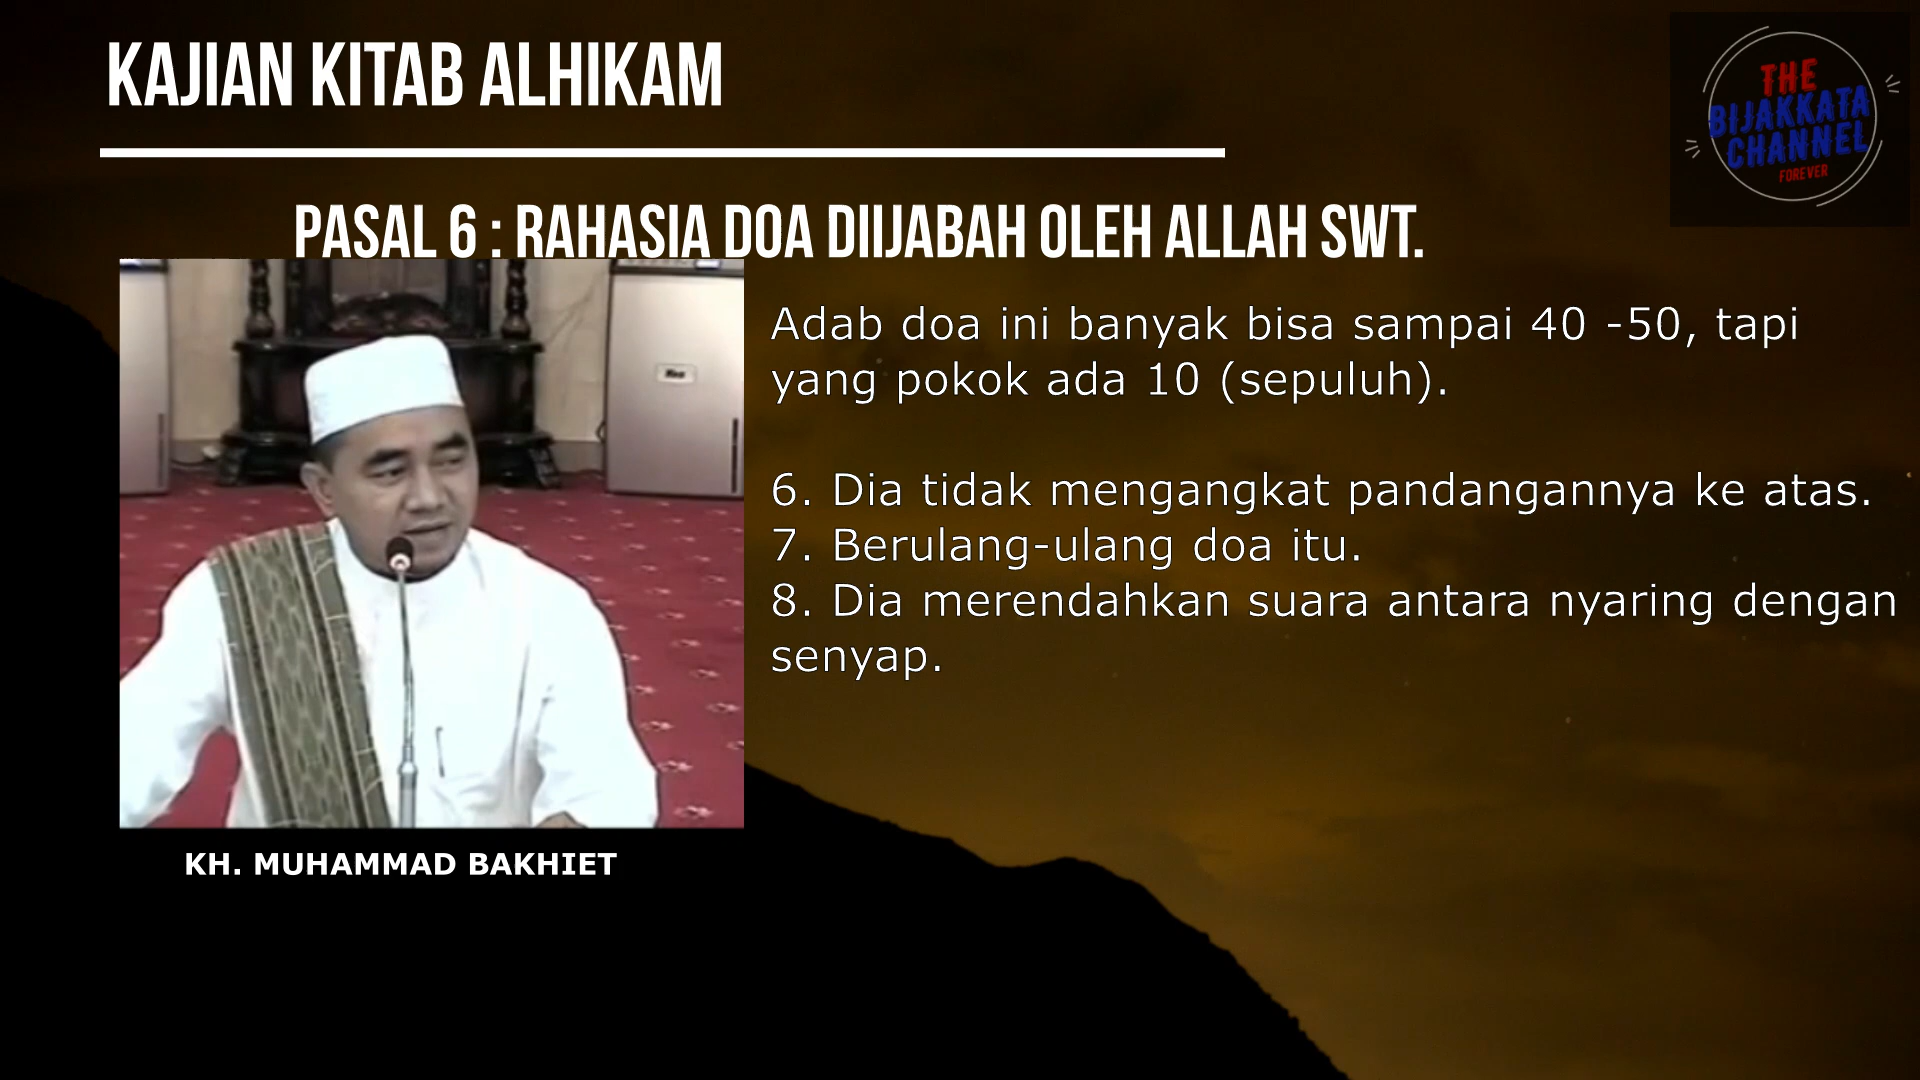 KAJIAN KITAB ALHIKAM
THE
BIJAKKATA
CHANNEL
FOREVER
PASAL 6 : RAHASIA DOA DIIJABAH OLEH ALLAH SWT.
Adab doa ini banyak bisa sampai 40 -50, tapi
yang pokok ada 10 (sepuluh).
6. Dia tidak mengangkat pandangannya ke atas.
7. Berulang-ulang doa itu.
8. Dia merendahkan suara antara nyaring dengan
senyap.
KH. MUHAMMAD BAKHIET